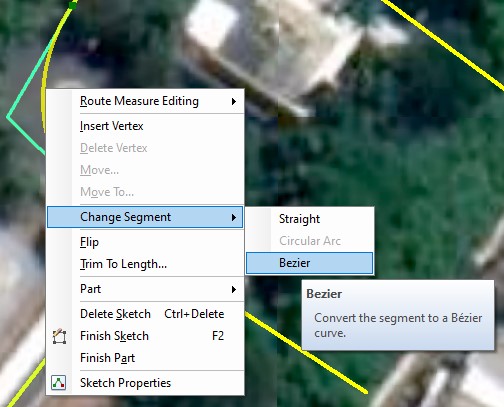 Route Measure Editing
Insert Vertex
Delete Vertex
Move...
Move To...
Change Segment
Straight
Circular Arc
Bezier
Flip
Trim To Length...
Part
Delete Sketch Ctrl+Delete
Finish Sketch F2
Finish Part
Sketch Properties
Bezier
Convert the segment to a Bézier
curve.